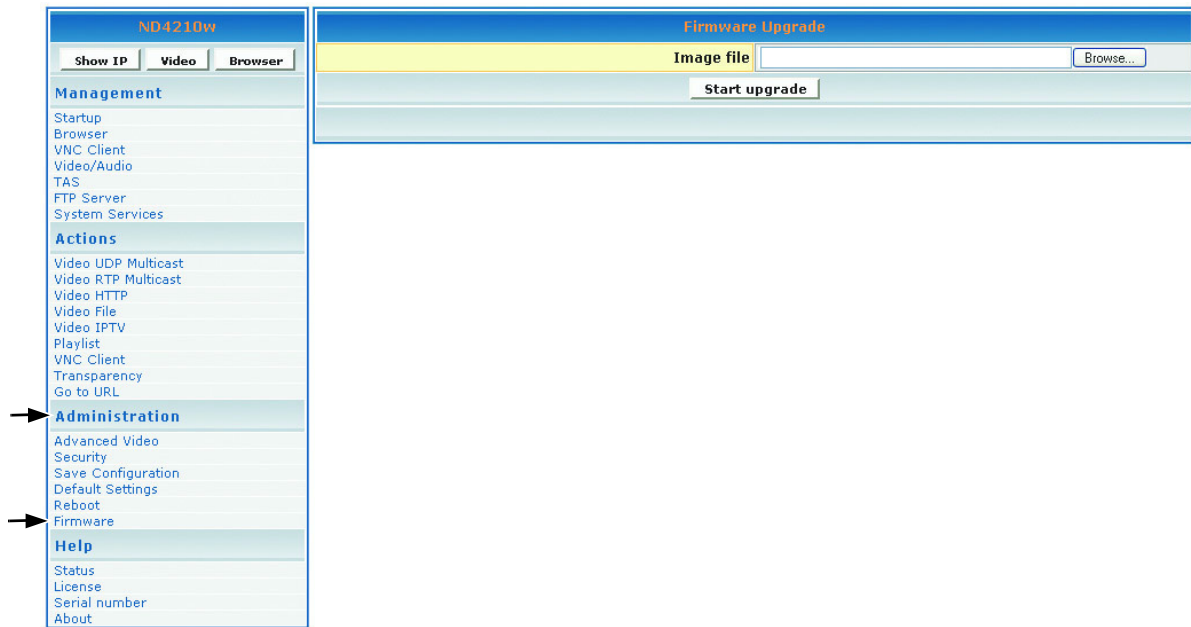 ND4210w
Show IP Video Browser
Management
Startup
Browser
VNC Client
Video/Audio
TAS
FTP Server
System Services
Actions
Video UDP Multicast
Video RTP Multicast
Video HTTP
Video File
Video IPTV
Playlist
VNC Client
Transparency
Go to URL
Administration
Advanced Video
Security
Save Configuration
Default Settings
Reboot
Firmware
Help
Status
License
Serial number
About
Firmware Upgrade
Image file Browse...
Start upgrade